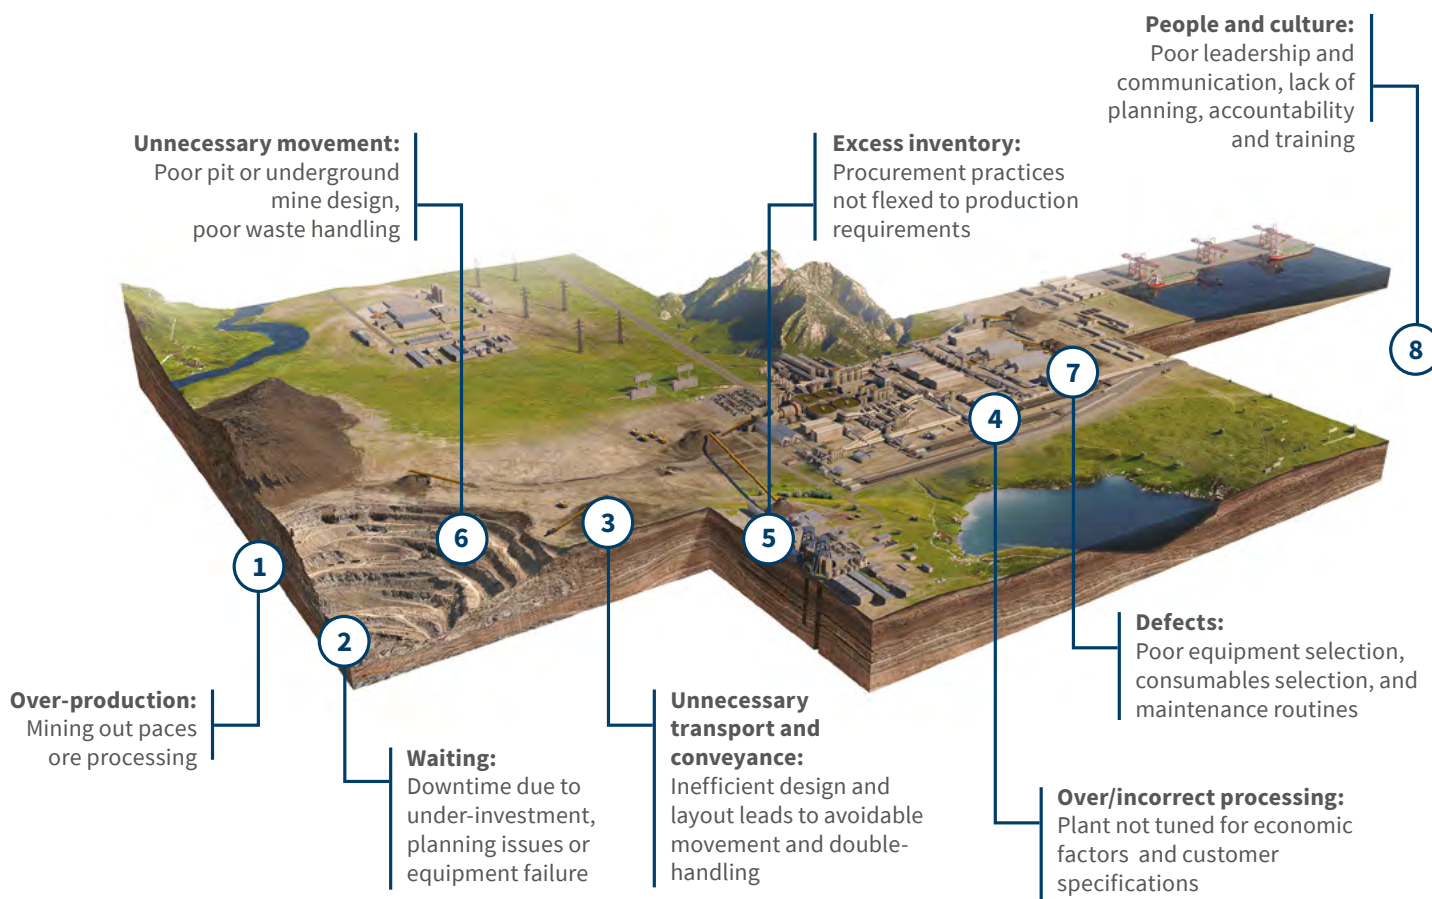 People and culture:
Poor leadership and
communication, lack of
planning, accountability
and training
Unnecessary movement:
Poor pit or underground
mine design,
poor waste handling
Excess inventory:
Procurement practices
not flexed to production
requirements
8
7
4
6
3
5
1
2
Over-production:
Mining out paces
ore processing
Waiting:
Downtime due to
under-investment,
planning issues or
equipment failure
Unnecessary
transport and
conveyance:
Inefficient design and
layout leads to avoidable
movement and double-
handling
Defects:
Poor equipment selection,
consumables selection, and
maintenance routines
Over/incorrect processing:
Plant not tuned for economic
factors and customer
specifications